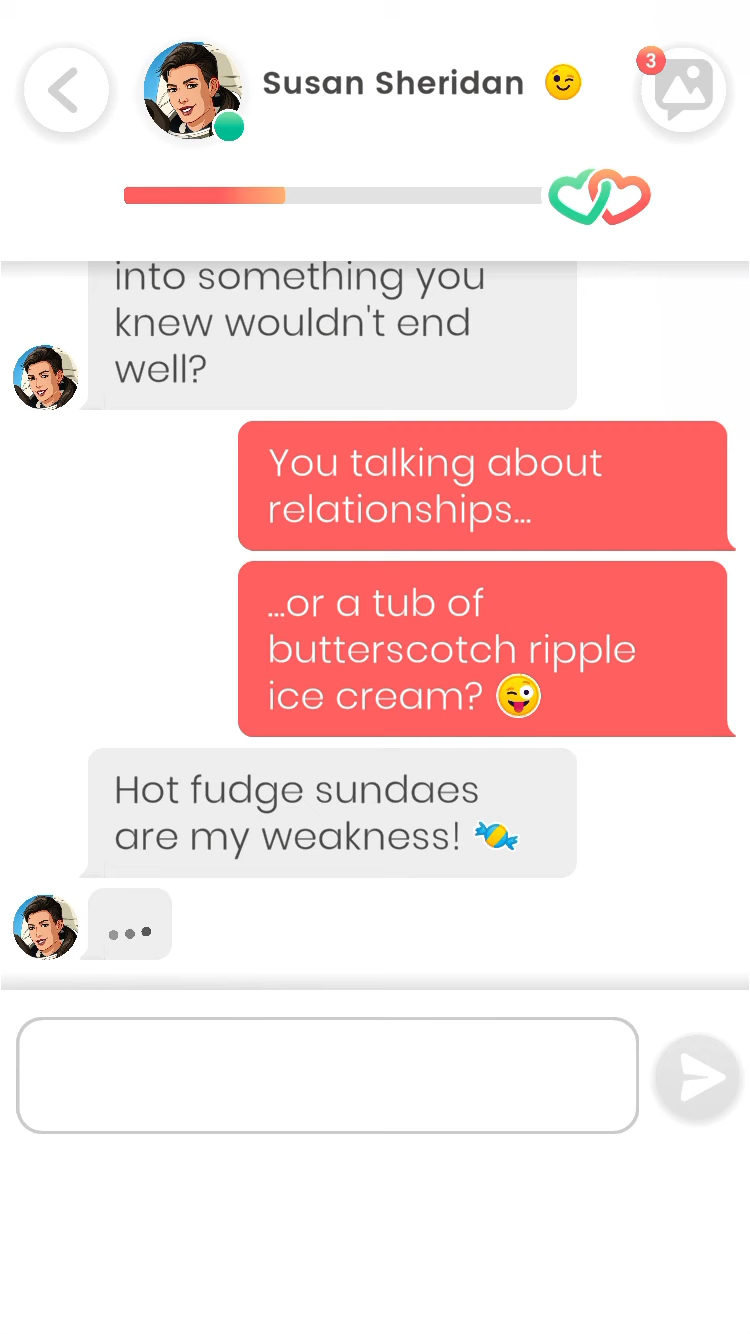 Susan Sheridan 😉
3
into something you
knew wouldn't end
well?
You talking about
relationships...
...or a tub of
butterscotch ripple
ice cream? 😜
Hot fudge sundaes
are my weakness! 🍬